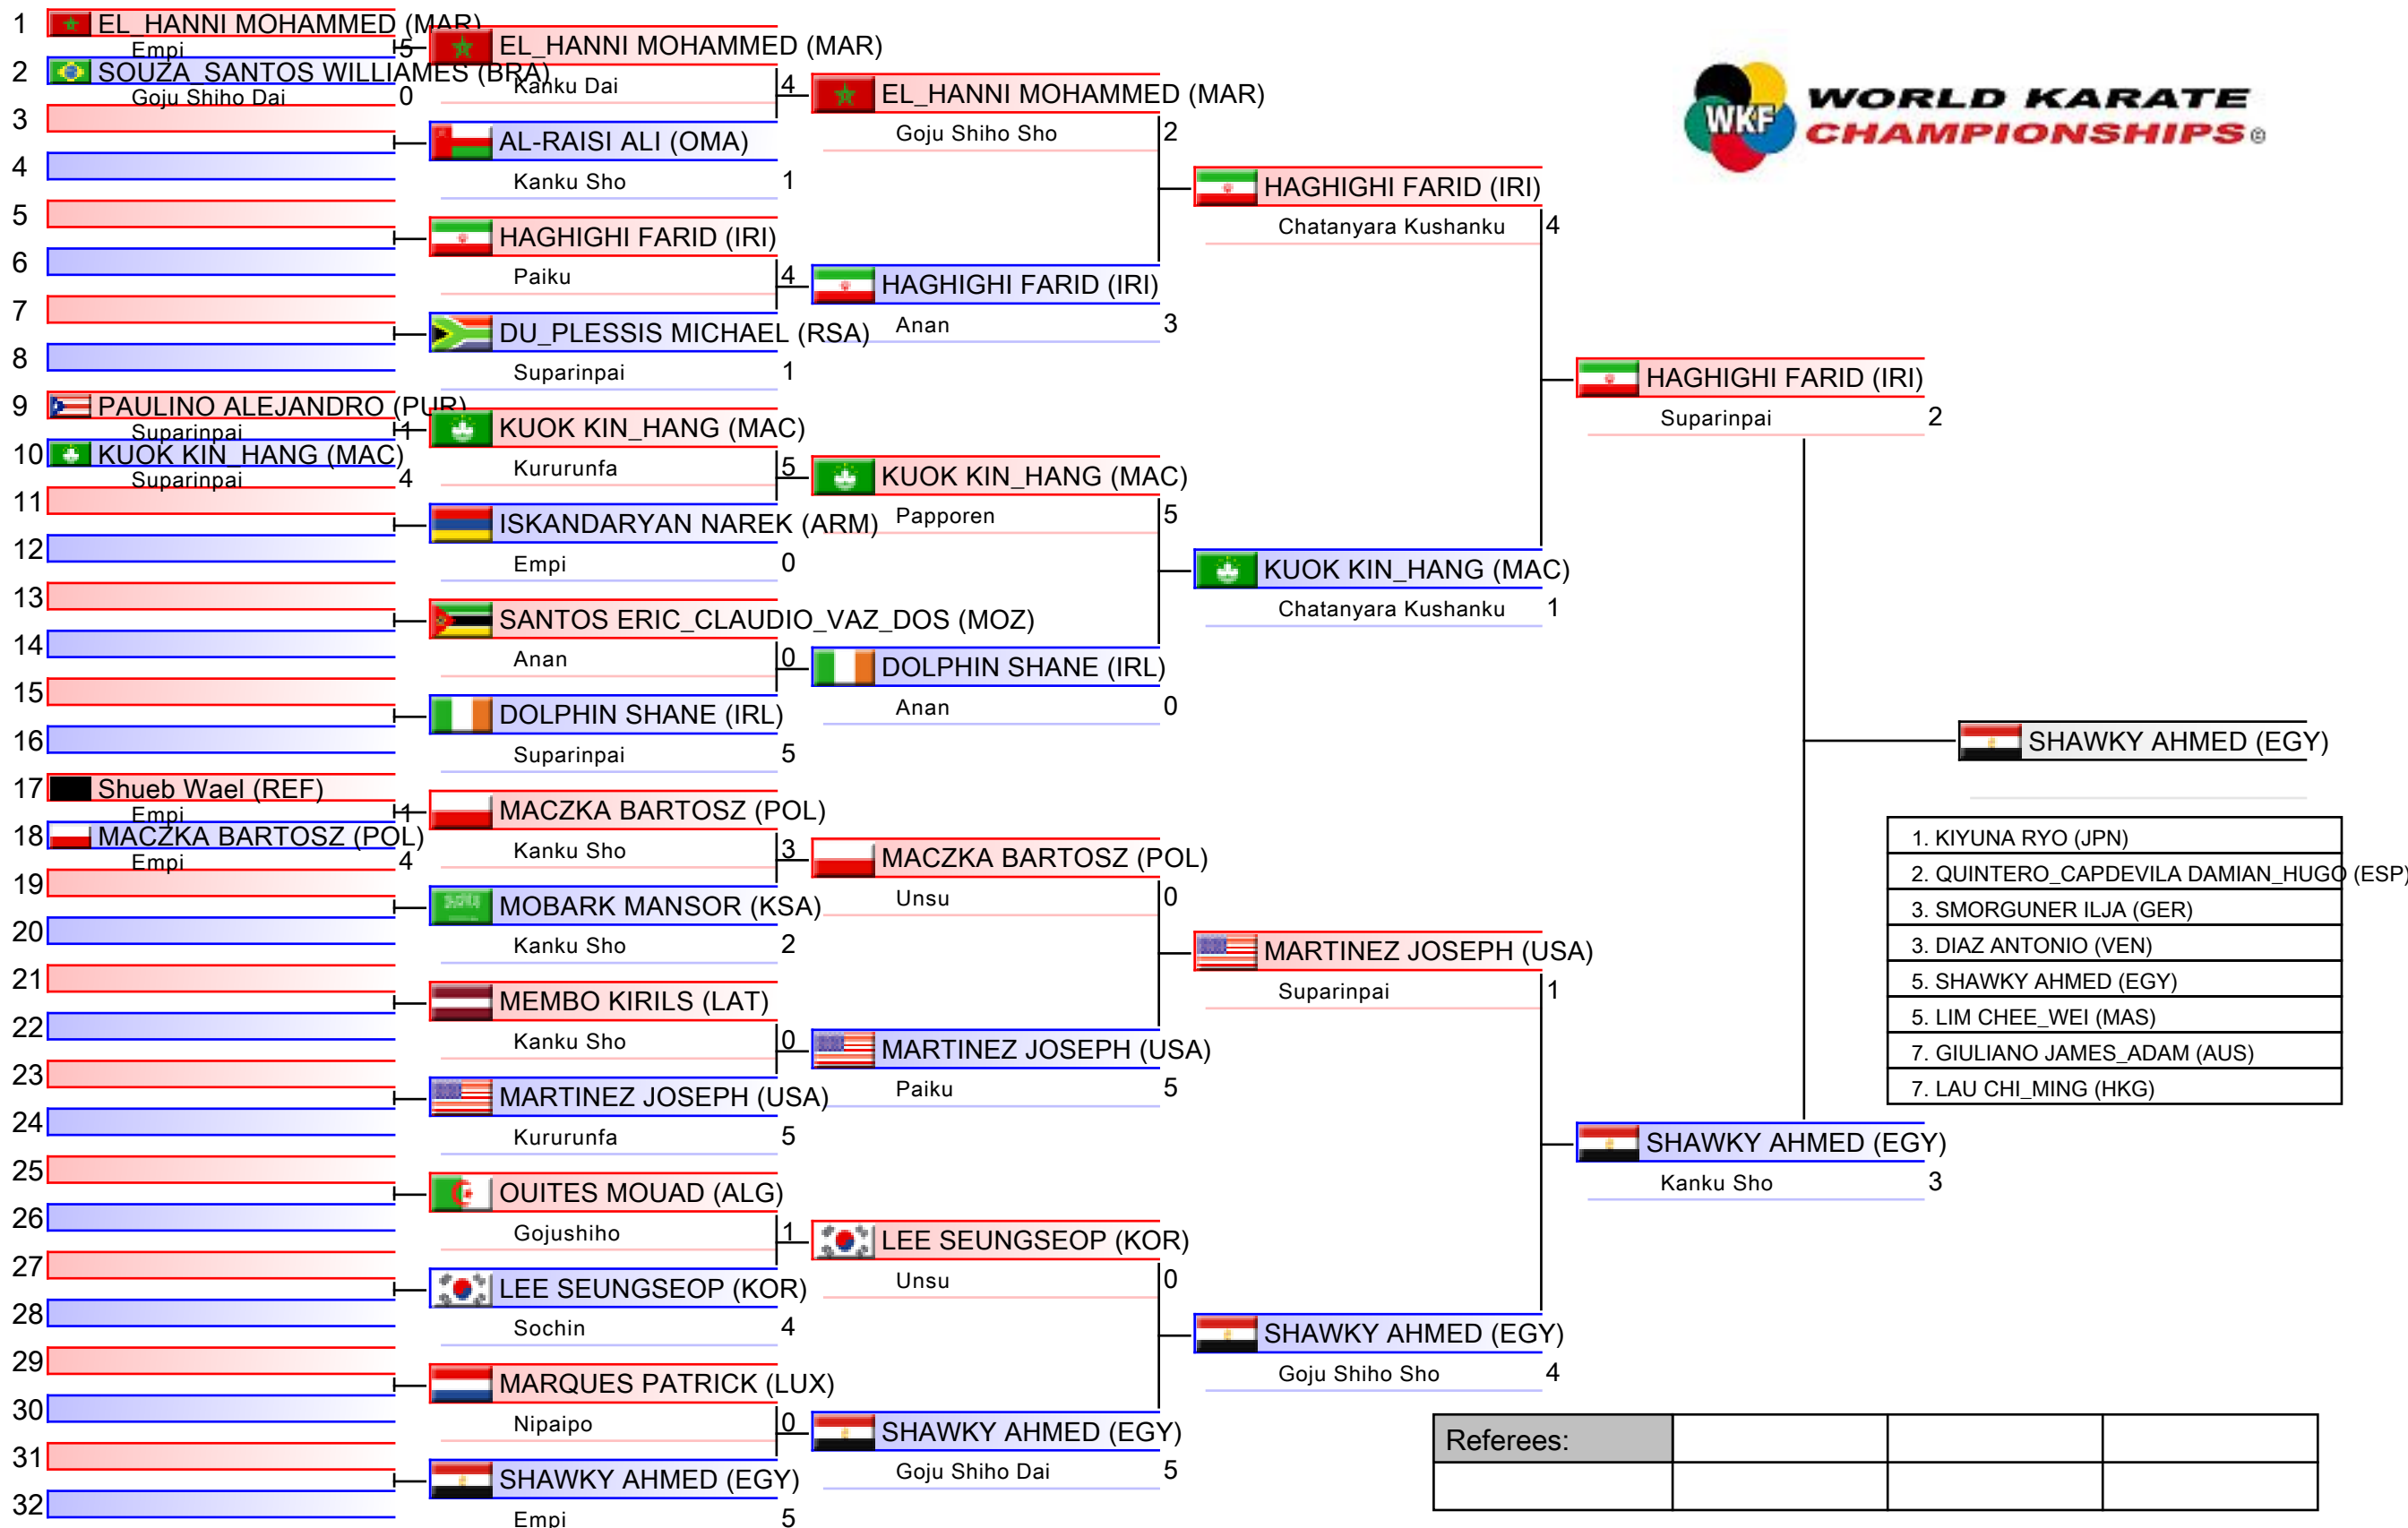 WKF
WORLD KARATE
CHAMPIONSHIPS ®
1 EL_HANNI MOHAMMED (MAR)
Empi 5
2 SOUZA_SANTOS WILLIAMES (BRA)
Goju Shiho Dai 0
3
4
5
6
7
8
9 PAULINO ALEJANDRO (PUR)
Suparinpai 1
10 KUOK KIN_HANG (MAC)
Suparinpai 4
11
12
13
14
15
16
17 Shueb Wael (REF)
Empi 1
18 MACZKA BARTOSZ (POL)
Empi 4
19
20
21
22
23
24
25
26
27
28
29
30
31
32
EL_HANNI MOHAMMED (MAR)
Kanku Dai 4
AL-RAISI ALI (OMA)
Kanku Sho 1
HAGHIGHI FARID (IRI)
Paiku 4
DU_PLESSIS MICHAEL (RSA)
Suparinpai 1
KUOK KIN_HANG (MAC)
Kururunfa 5
ISKANDARYAN NAREK (ARM)
Empi 0
SANTOS ERIC_CLAUDIO_VAZ_DOS (MOZ)
Anan 0
DOLPHIN SHANE (IRL)
Suparinpai 5
MACZKA BARTOSZ (POL)
Kanku Sho 3
MOBARK MANSOR (KSA)
Kanku Sho 2
MEMBO KIRILS (LAT)
Kanku Sho 0
MARTINEZ JOSEPH (USA)
Kururunfa 5
OUITES MOUAD (ALG)
Gojushiho 1
LEE SEUNGSEOP (KOR)
Sochin 4
MARQUES PATRICK (LUX)
Nipaipo 0
SHAWKY AHMED (EGY)
Empi 5
EL_HANNI MOHAMMED (MAR)
Goju Shiho Sho 2
HAGHIGHI FARID (IRI)
Anan 3
KUOK KIN_HANG (MAC)
Papporen 5
DOLPHIN SHANE (IRL)
Anan 0
MACZKA BARTOSZ (POL)
Unsu 0
MARTINEZ JOSEPH (USA)
Paiku 5
LEE SEUNGSEOP (KOR)
Unsu 0
SHAWKY AHMED (EGY)
Goju Shiho Dai 5
HAGHIGHI FARID (IRI)
Chatanyara Kushanku 4
KUOK KIN_HANG (MAC)
Chatanyara Kushanku 1
MARTINEZ JOSEPH (USA)
Suparinpai 1
SHAWKY AHMED (EGY)
Goju Shiho Sho 4
HAGHIGHI FARID (IRI)
Suparinpai 2
SHAWKY AHMED (EGY)
Kanku Sho 3
SHAWKY AHMED (EGY)
1. KIYUNA RYO (JPN)
2. QUINTERO_CAPDEVILA DAMIAN_HUGO (ESP)
3. SMORGUNER ILJA (GER)
3. DIAZ ANTONIO (VEN)
5. SHAWKY AHMED (EGY)
5. LIM CHEE_WEI (MAS)
7. GIULIANO JAMES_ADAM (AUS)
7. LAU CHI_MING (HKG)
Referees: